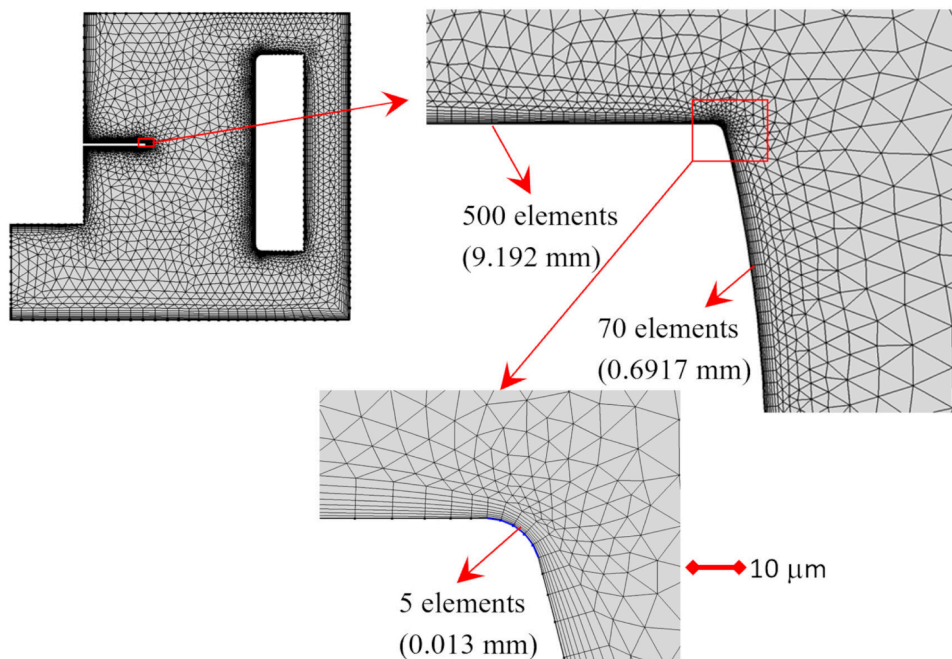 500 elements
(9.192 mm)
70 elements
(0.6917 mm)
5 elements
(0.013 mm)
10 μm